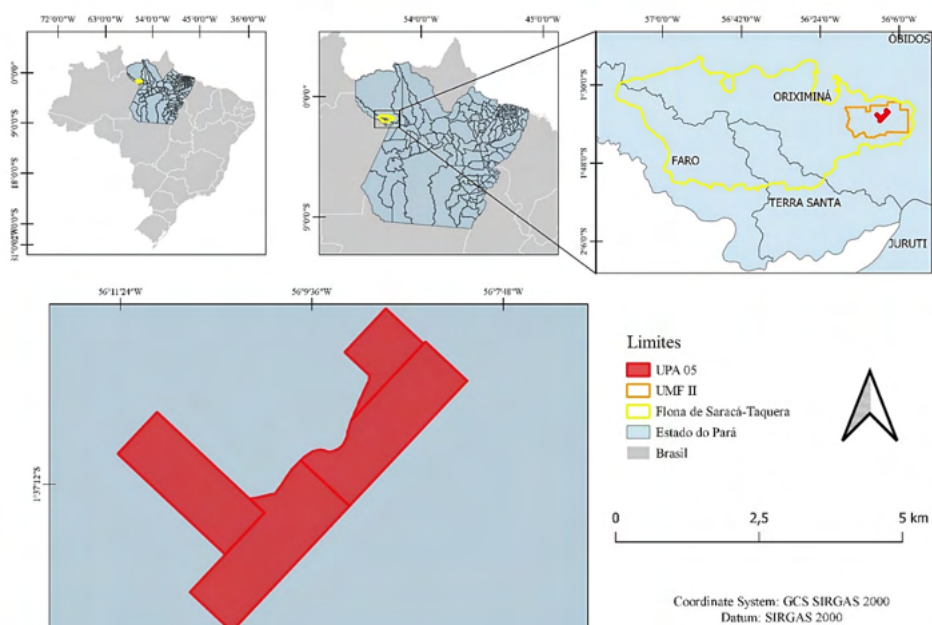 72°0'0"W 63°0'0"W 54°0'0"W 45°0'0"W 36°0'0"W
0°0'0"
9°0'0"S
18°0'0"S
54°0'0"W 45°0'0"W
0°0'0"
9°0'0"S
57°0'W 56°42'W 56°24'W 56°6'W
1°30'S
1°48'S
2°6'0"S
ÓBIDOS
ORIXIMINÁ
FARO
TERRA SANTA
JURUTI
56°11'24"W 56°9'36"W 56°7'48"W
1°37'12"S
Limites
UPA 05
UMF II
Flona de Saracá-Taquera
Estado do Pará
Brasil
0 2,5 5 km
Coordinate System: GCS SIRGAS 2000
Datum: SIRGAS 2000